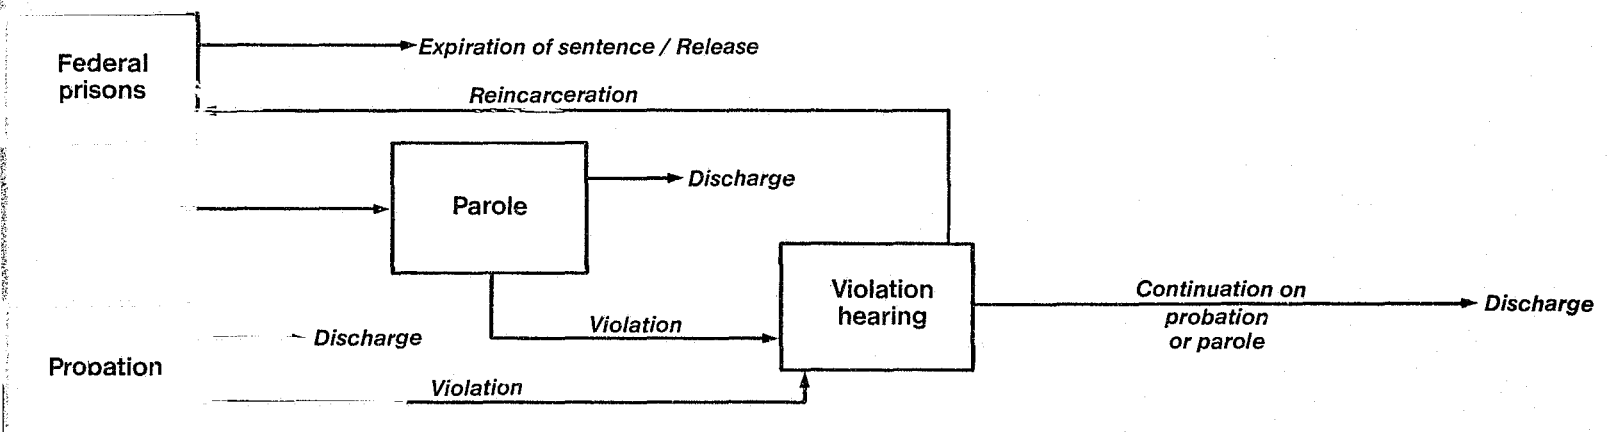 Federal
prisons
Expiration of sentence / Release
Reincarceration
Parole
Discharge
Violation
hearing
Continuation on
probation
or parole
Discharge
Violation
Discharge
Probation
Violation